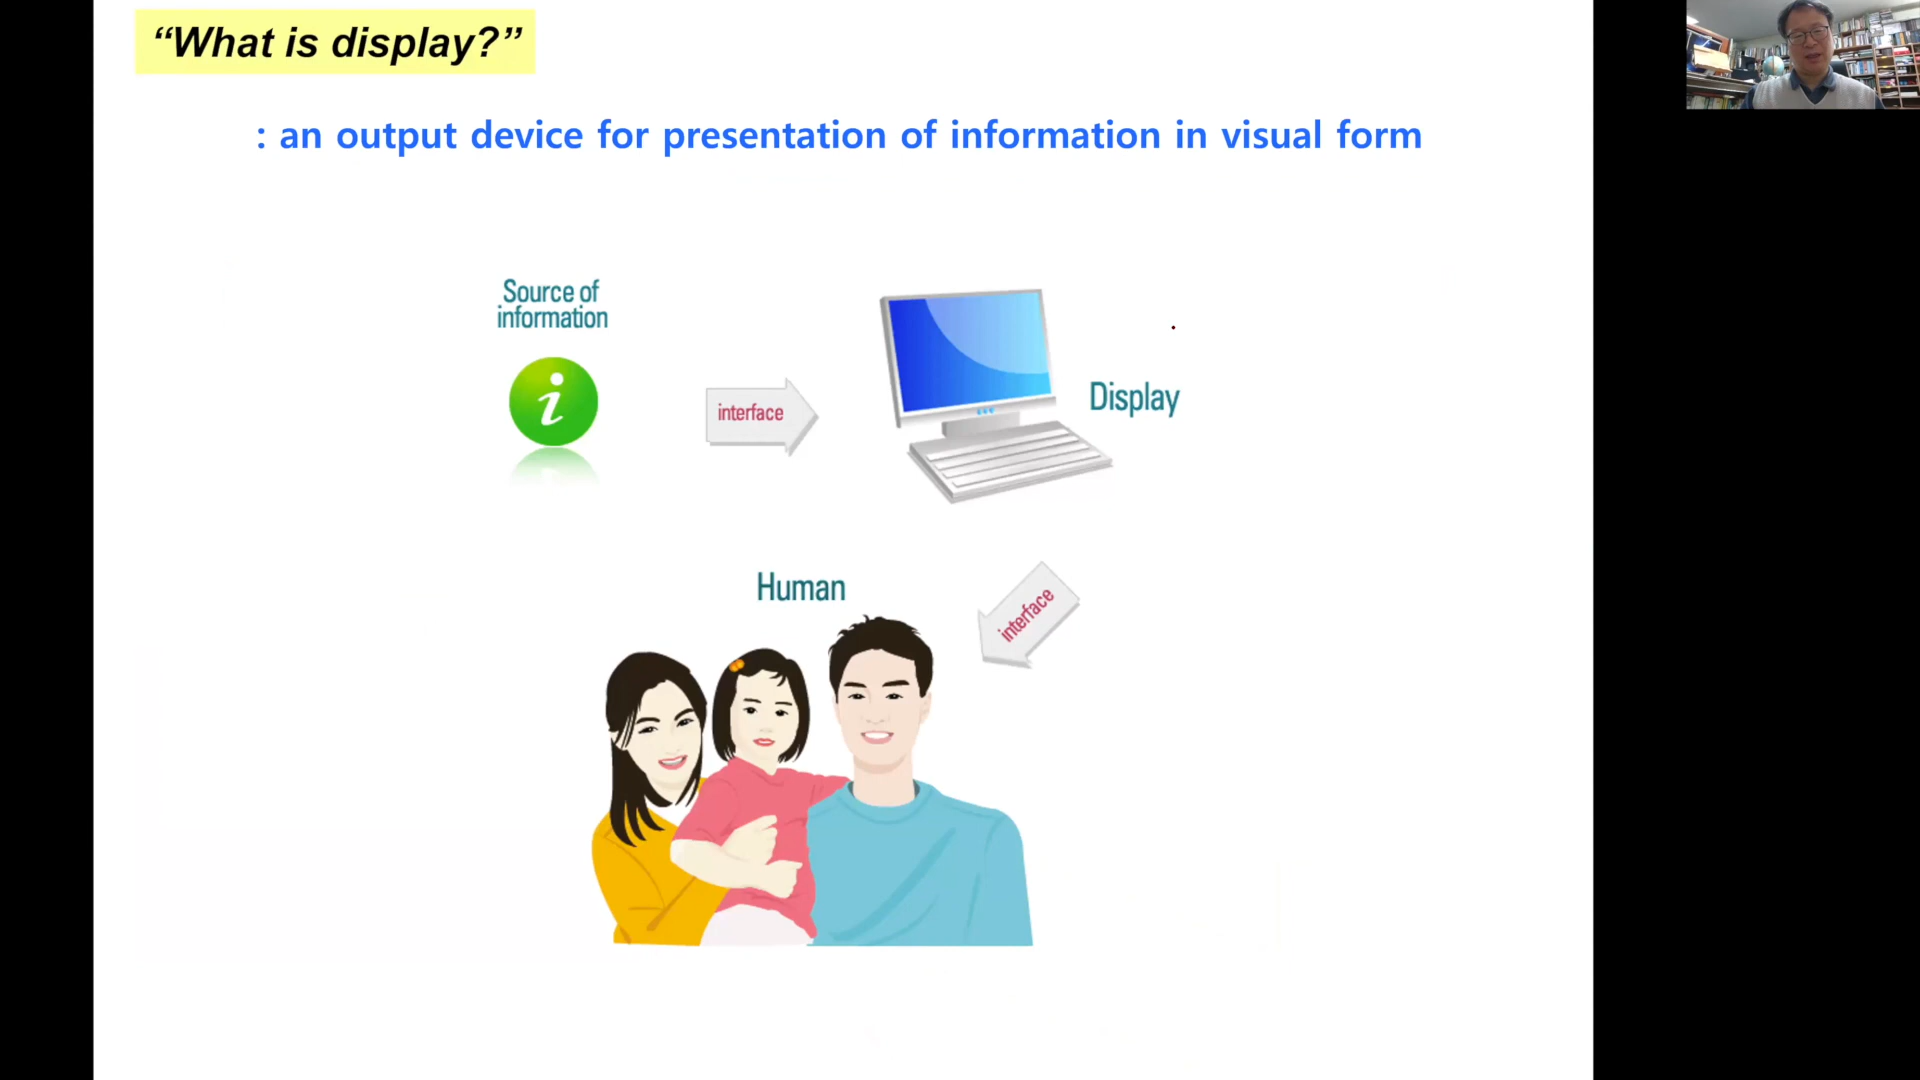 “What is display?”
: an output device for presentation of information in visual form
Source of
information
i
interface
Display
Human
interface